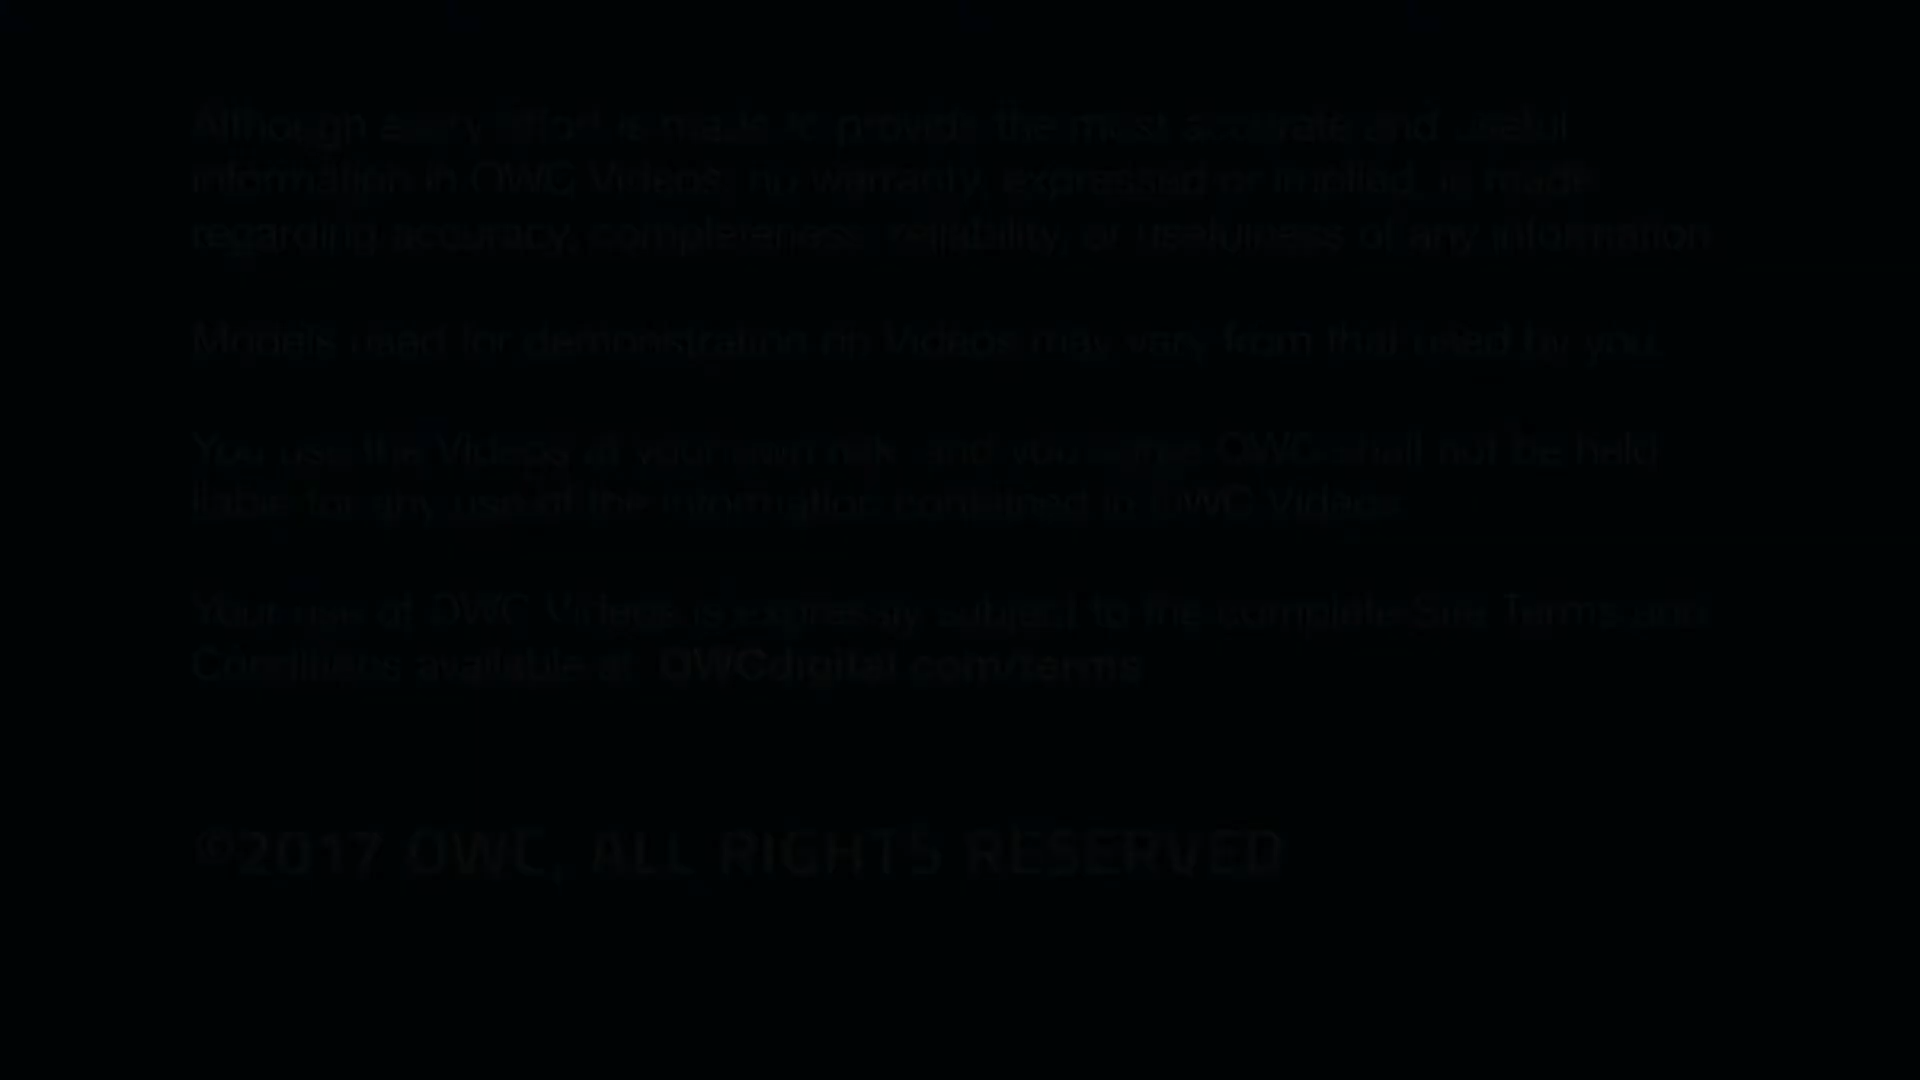 Although every effort is made to provide the most accurate and useful
information in OWC Videos, no warranty, expressed or implied, is made
regarding accuracy, completeness, reliability, or usefulness of any information.
Models used for demonstration on Videos may vary from that used by you.
You use the Videos at your own risk, and you agree OWC shall not be held
liable for any use of the information contained in OWC Videos.
Your use of OWC Videos is expressly subject to the complete Site Terms and
Conditions available at: OWCdigital.com/terms
©2017 OWC, ALL RIGHTS RESERVED